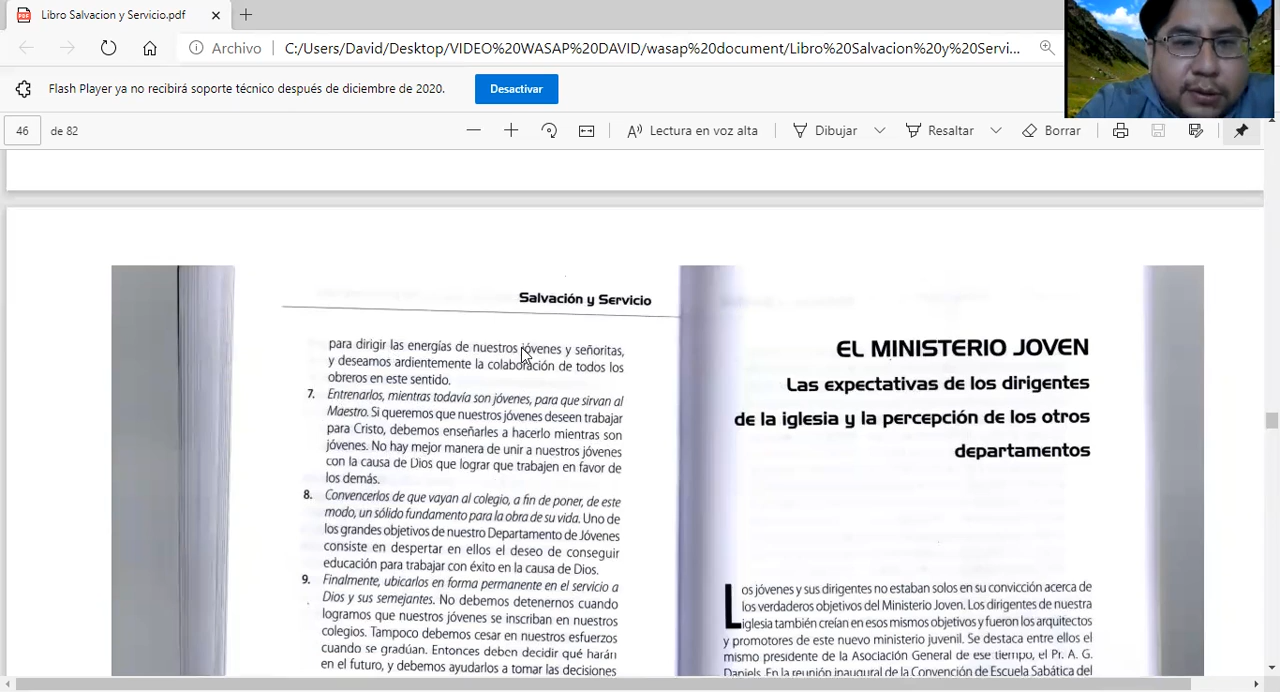 Libro Salvacion y Servicio.pdf
Archivo
C:/Users/David/Desktop/VIDEO%20WASAP%20DAVID/wasap%20document/Libro%20Salvacion%20y%20Servi...
Flash Player ya no recibirá soporte técnico después de diciembre de 2020.
Desactivar
46 de 82
Lectura en voz alta
Dibujar
Resaltar
Borrar
Salvación y Servicio
para dirigir las energías de nuestros jóvenes y señoritas,
y deseamos ardientemente la colaboración de todos los
obreros en este sentido.
7. Entrenarlos, mientras todavía son jóvenes, para que sirvan al
Maestro. Si queremos que nuestros jóvenes deseen trabajar
para Cristo, debemos enseñarles a hacerlo mientras son
jóvenes. No hay mejor manera de unir a nuestros jóvenes
con la causa de Dios que lograr que trabajen en favor de
los demás.
8. Convencerlos de que vayan al colegio, a fin de poner, de este
modo, un sólido fundamento para la obra de su vida. Uno de
los grandes objetivos de nuestro Departamento de Jóvenes
consiste en despertar en ellos el deseo de conseguir
educación para trabajar con éxito en la causa de Dios.
9. Finalmente, ubicarlos en forma permanente en el servicio a
Dios y sus semejantes. No debemos detenernos cuando
logramos que nuestros jóvenes se inscriban en nuestros
colegios. Tampoco debemos cesar en nuestros esfuerzos
cuando se gradúan. Entonces deben decidir qué harán
en el futuro, y debemos ayudarlos a tomar las decisiones
EL MINISTERIO JOVEN
Las expectativas de los dirigentes
de la iglesia y la percepción de los otros
departamentos
Los jóvenes y sus dirigentes no estaban solos en su convicción acerca de
los verdaderos objetivos del Ministerio Joven. Los dirigentes de nuestra
iglesia también creían en esos mismos objetivos y fueron los arquitectos
y promotores de este nuevo ministerio juvenil. Se destaca entre ellos el
mismo presidente de la Asociación General de ese tiempo, el Pr. A. G.
Daniels. En la reunión inaugural de la Convención de Escuela Sabática del